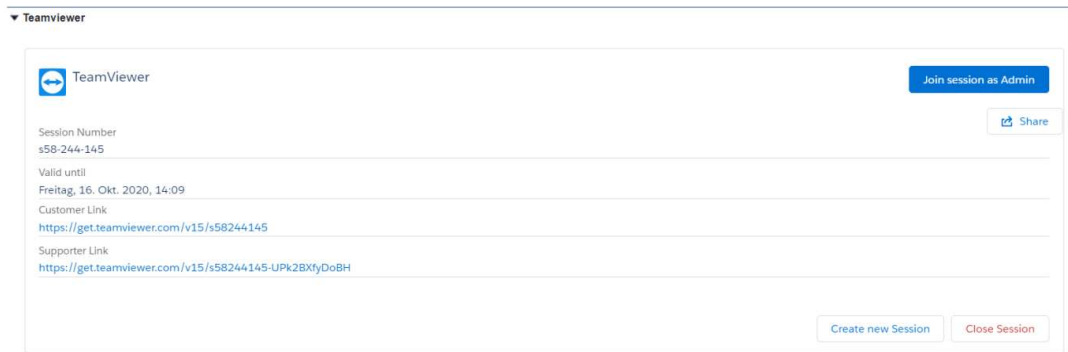 Teamviewer
TeamViewer
Join session as Admin
Share
Session Number
s58-244-145
Valid until
Freitag, 16. Okt. 2020, 14:09
Customer Link
https://get.teamviewer.com/v15/s58244145
Supporter Link
https://get.teamviewer.com/v15/s58244145-UPk2BXfyDoBH
Create new Session
Close Session